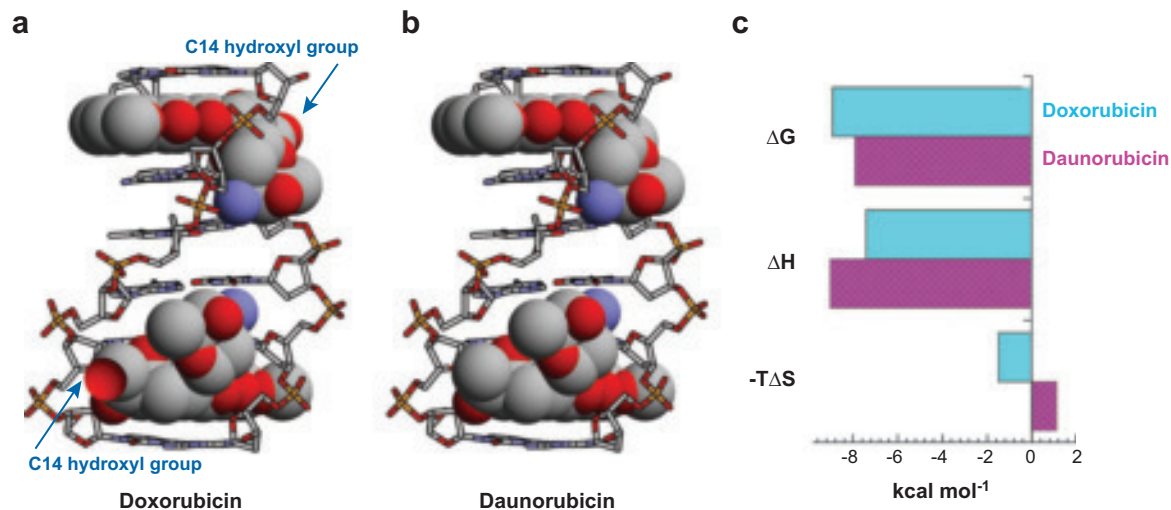 a
b
c
C14 hydroxyl group
C14 hydroxyl group
Doxorubicin
Daunorubicin
ΔG
Doxorubicin
Daunorubicin
ΔH
-TΔS
-8 -6 -4 -2 0 2
kcal mol-1